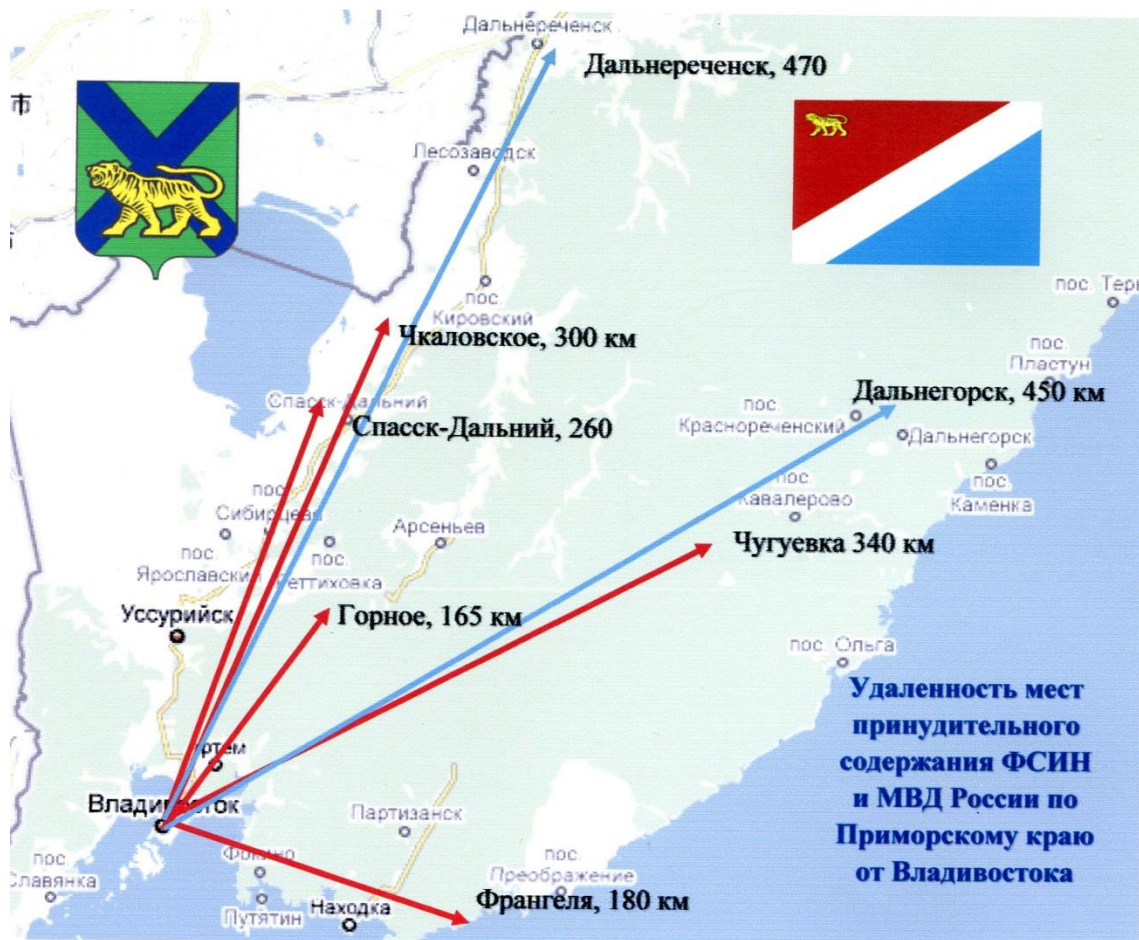 Дальнереченск
Дальнереченск, 470
市
Лесозаводск
пос.
Кировский
пос. Терн
Чкаловское, 300 км
пос.
Пластун
Дальнегорск, 450 км
Спасск-Дальний
пос.
Краснореченский
Спасск-Дальний, 260
Дальнегорск
пос.
Кавалерово
пос.
Каменка
пос.
Сибирцево
Арсеньев
Чугуевка 340 км
пос.
Ярославский
пос.
Реттиховка
Уссурийск
Горное, 165 км
пос. Ольга
Удаленность мест
принудительного
содержания ФСИН
и МВД России по
Приморскому краю
от Владивостока
ртем
Владивосток
Партизанск
пос.
Славянка
Фокино
пос.
Преображение
Путятин
Находка
Франгеля, 180 км